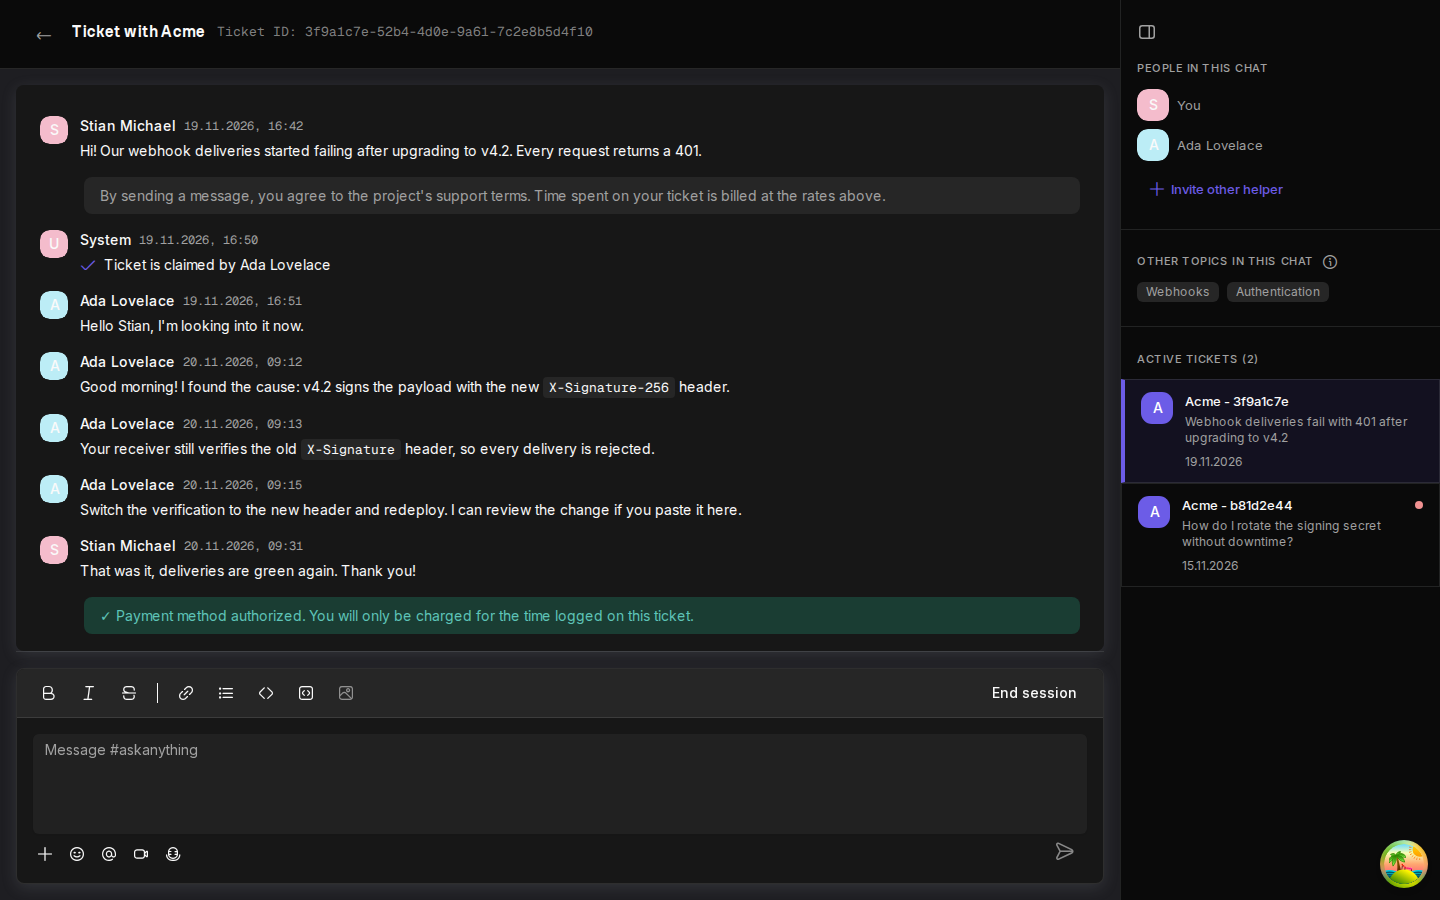 ← Ticket with Acme Ticket ID: 3f9a1c7e-52b4-4d0e-9a61-7c2e8b5d4f10
S Stian Michael 19.11.2026, 16:42
Hi! Our webhook deliveries started failing after upgrading to v4.2. Every request returns a 401.
By sending a message, you agree to the project's support terms. Time spent on your ticket is billed at the rates above.
U System 19.11.2026, 16:50
Ticket is claimed by Ada Lovelace
A Ada Lovelace 19.11.2026, 16:51
Hello Stian, I'm looking into it now.
A Ada Lovelace 20.11.2026, 09:12
Good morning! I found the cause: v4.2 signs the payload with the new X-Signature-256 header.
A Ada Lovelace 20.11.2026, 09:13
Your receiver still verifies the old X-Signature header, so every delivery is rejected.
A Ada Lovelace 20.11.2026, 09:15
Switch the verification to the new header and redeploy. I can review the change if you paste it here.
S Stian Michael 20.11.2026, 09:31
That was it, deliveries are green again. Thank you!
✓ Payment method authorized. You will only be charged for the time logged on this ticket.
End session
Message #askanything
PEOPLE IN THIS CHAT
S You
A Ada Lovelace
Invite other helper
OTHER TOPICS IN THIS CHAT
Webhooks Authentication
ACTIVE TICKETS (2)
A Acme - 3f9a1c7e
Webhook deliveries fail with 401 after
upgrading to v4.2
19.11.2026
A Acme - b81d2e44
How do I rotate the signing secret
without downtime?
15.11.2026